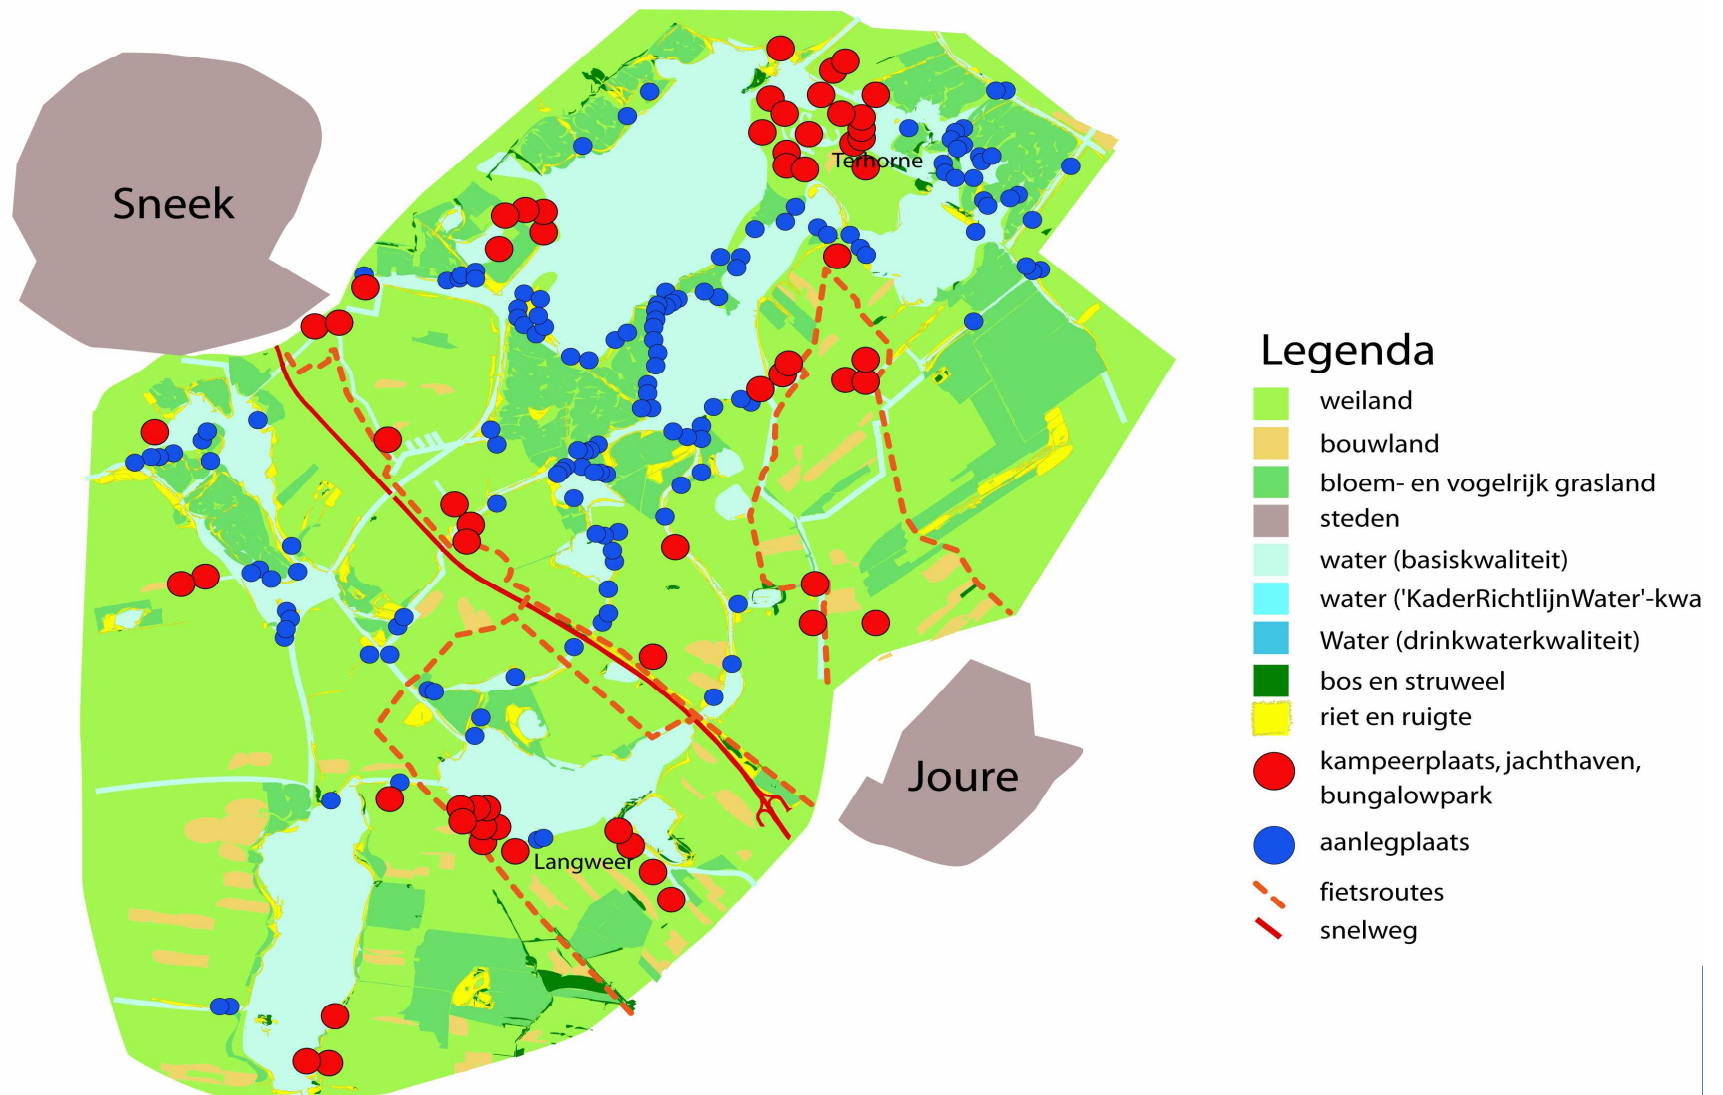 Terhorne
Sneek
Joure
Langweer
Legenda
weiland
bouwland
bloem- en vogelrijk grasland
steden
water (basiskwaliteit)
water ('KaderRichtlijnWater'-kwa
Water (drinkwaterkwaliteit)
bos en struweel
riet en ruigte
kampeerplaats, jachthaven,
bungalowpark
aanlegplaats
fietsroutes
snelweg